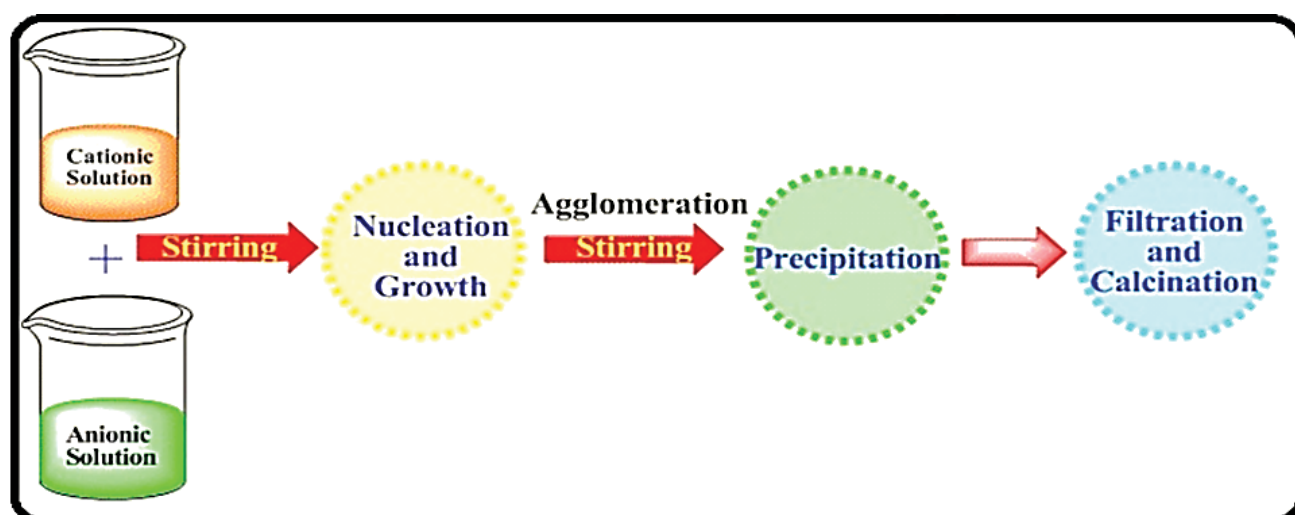 Cationic
Solution
+
Anionic
Solution
Stirring
Nucleation
and
Growth
Agglomeration
Stirring
Precipitation
Filtration
and
Calcination